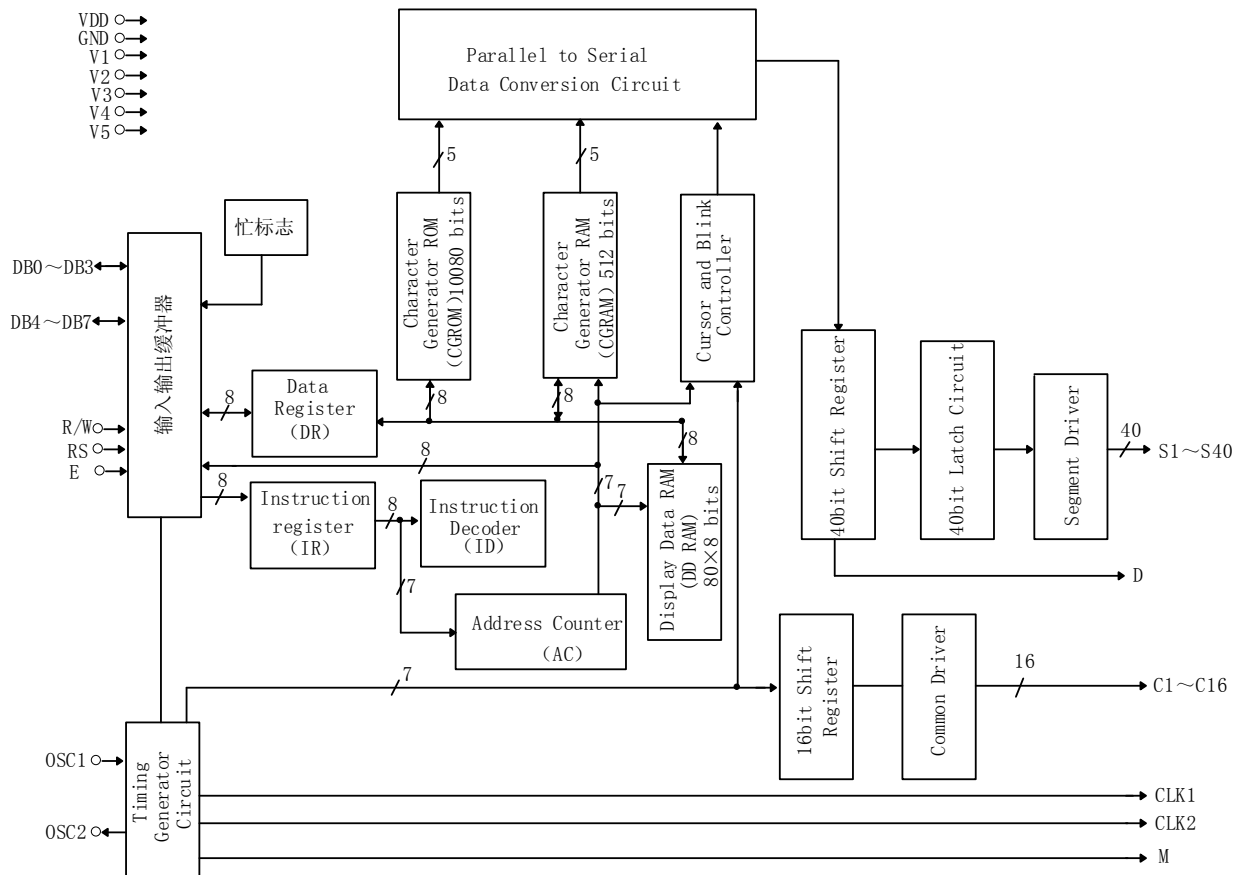 VDD
GND
V1
V2
V3
V4
V5
Parallel to Serial
Data Conversion Circuit
5
5
忙标志
DB0～DB3
DB4～DB7
R/W
RS
E
输入输出缓冲器
Character
Generator ROM
(CGROM)10080 bits
Character
Generator RAM
(CGRAM) 512 bits
Cursor and Blink
Controller
8
Data
Register
(DR)
8
8
8
8
8
Instruction
register
(IR)
8
Instruction
Decoder
(ID)
7
7
Display Data RAM
(DD RAM)
80×8 bits
7
Address Counter
(AC)
40bit Shift Register
40bit Latch Circuit
Segment Driver
40
S1～S40
D
7
16bit Shift
Register
Common Driver
16
C1～C16
OSC1
OSC2
Timing
Generator
Circuit
CLK1
CLK2
M